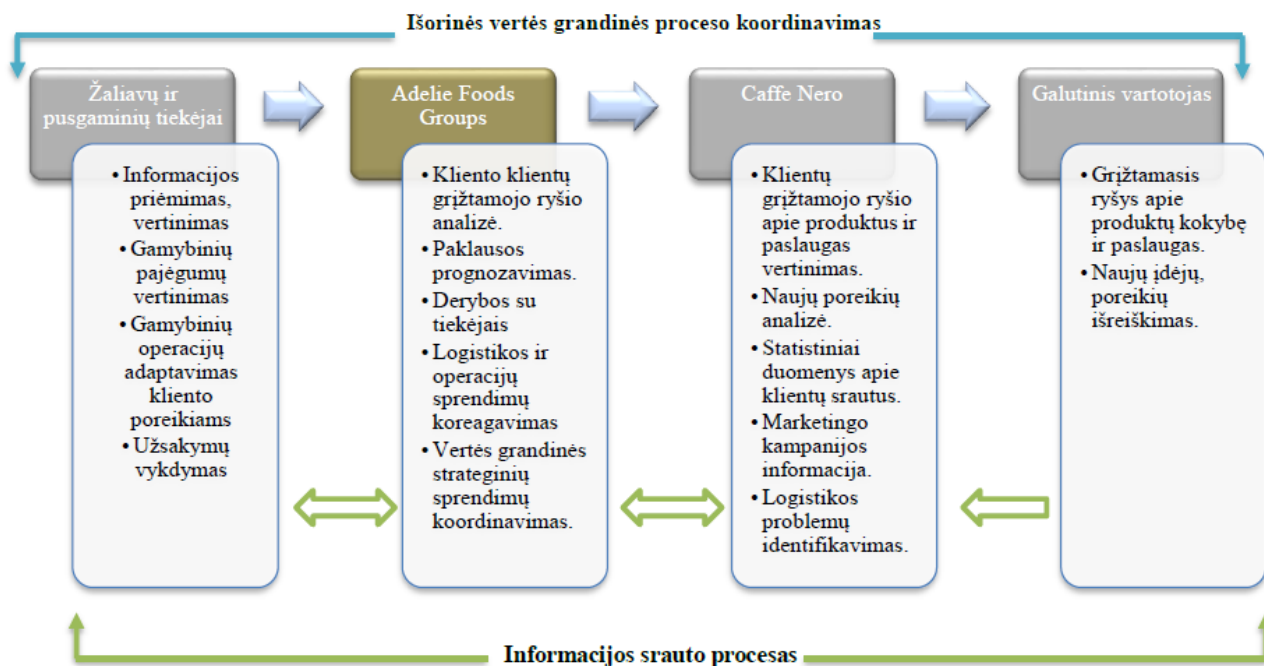 Išorinės vertės grandinės proceso koordinavimas
Žaliavų ir
pusgaminių tiekėjai
• Informacijos
priėmimas,
vertinimas
• Gamybinių
pajėgumų
vertinimas
• Gamybinių
operacijų
adaptavimas
kliento
poreikiams
• Užsakymų
vykdymas
Adelie Foods
Groups
• Kliento klientų
grįžtamojo ryšio
analizė.
• Paklausos
prognozavimas.
• Derybos su
tiekėjais
• Logistikos ir
operacijų
sprendimų
koreagavimas
• Vertės grandinės
strateginių
sprendimų
koordinavimas.
Caffe Nero
• Klientų
grįžtamojo ryšio
apie produktus ir
paslaugas
vertinimas.
• Naujų poreikių
analizė.
• Statistiniai
duomenys apie
klientų srautus.
• Marketingo
kampanijos
informacija.
• Logistikos
problemų
identifikavimas.
Galutinis vartotojas
• Grįžtamasis
ryšys apie
produktų kokybę
ir paslaugas.
• Naujų įdėjų,
poreikių
išreiškimas.
Informacijos srauto procesas